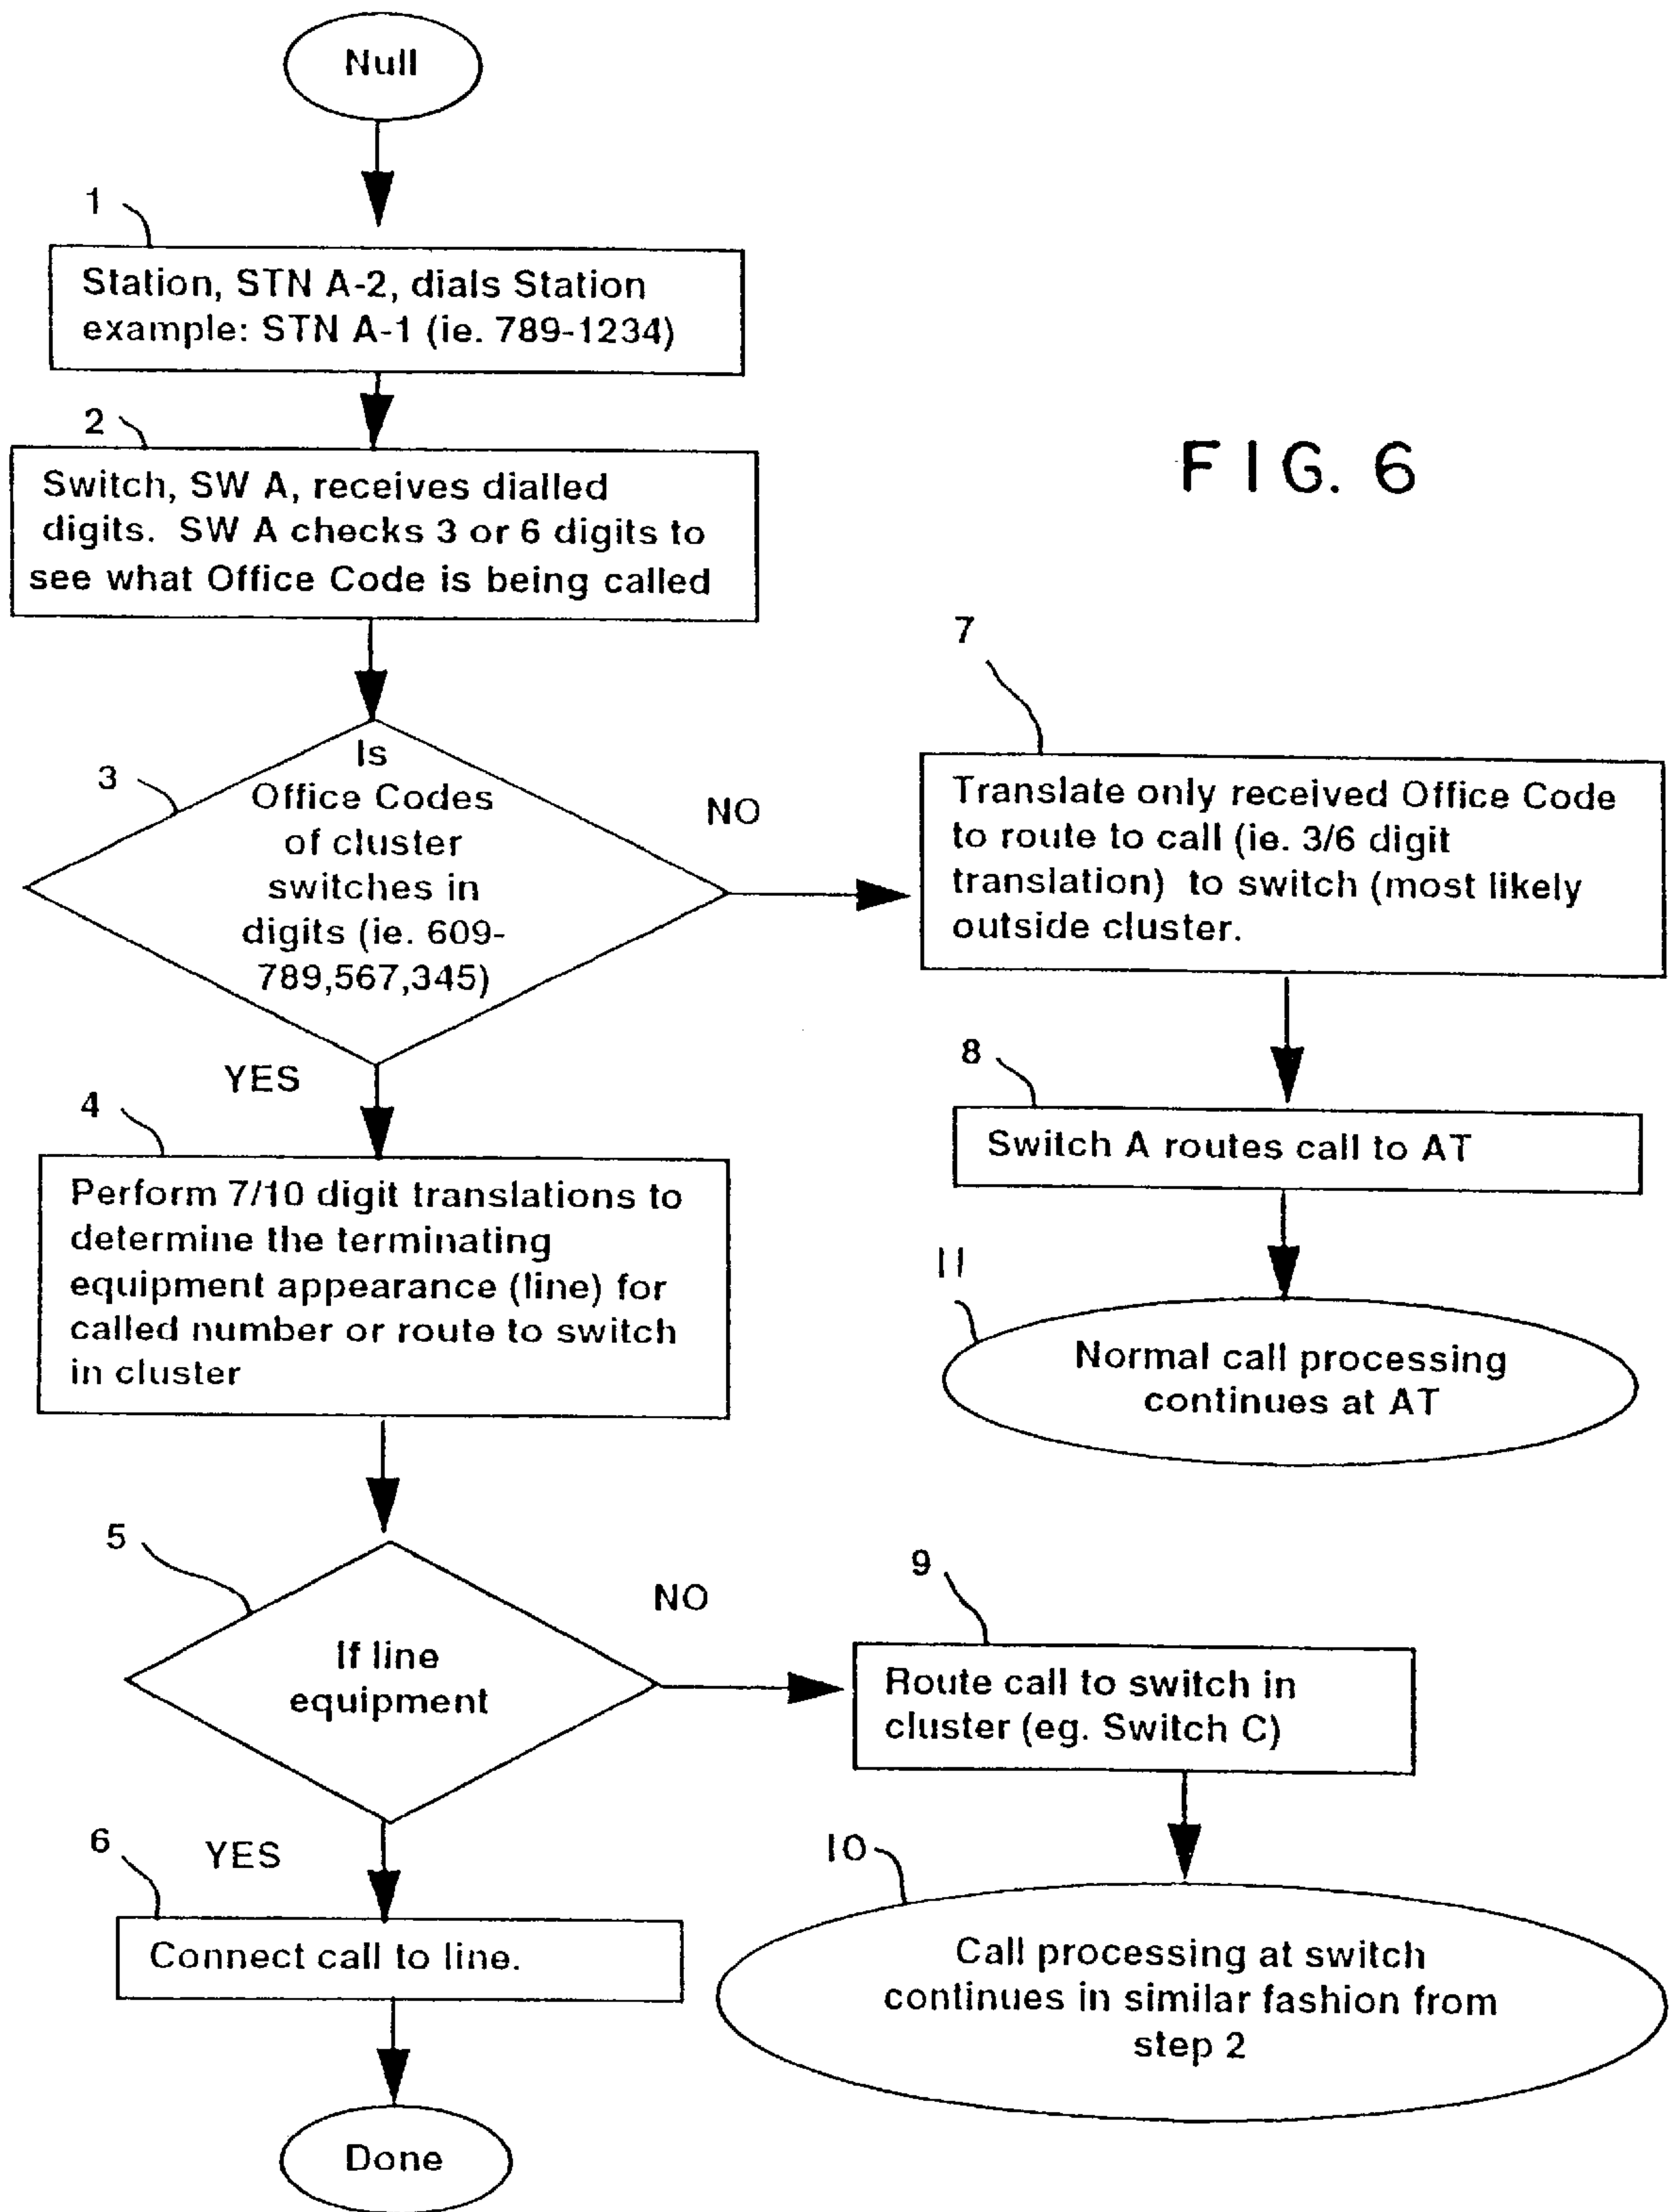 Null
1
Station, STN A-2, dials Station
example: STN A-1 (ie. 789-1234)
2
Switch, SW A, receives dialled
digits. SW A checks 3 or 6 digits to
see what Office Code is being called
FIG. 6
3
Is
Office Codes
of cluster
switches in
digits (ie. 609-
789,567,345)
NO
YES
7
Translate only received Office Code
to route to call (ie. 3/6 digit
translation) to switch (most likely
outside cluster.
8
Switch A routes call to AT
11
Normal call processing
continues at AT
4
Perform 7/10 digit translations to
determine the terminating
equipment appearance (line) for
called number or route to switch
in cluster
5
If line
equipment
NO
YES
9
Route call to switch in
cluster (eg. Switch C)
10
Call processing at switch
continues in similar fashion from
step 2
6
Connect call to line.
Done